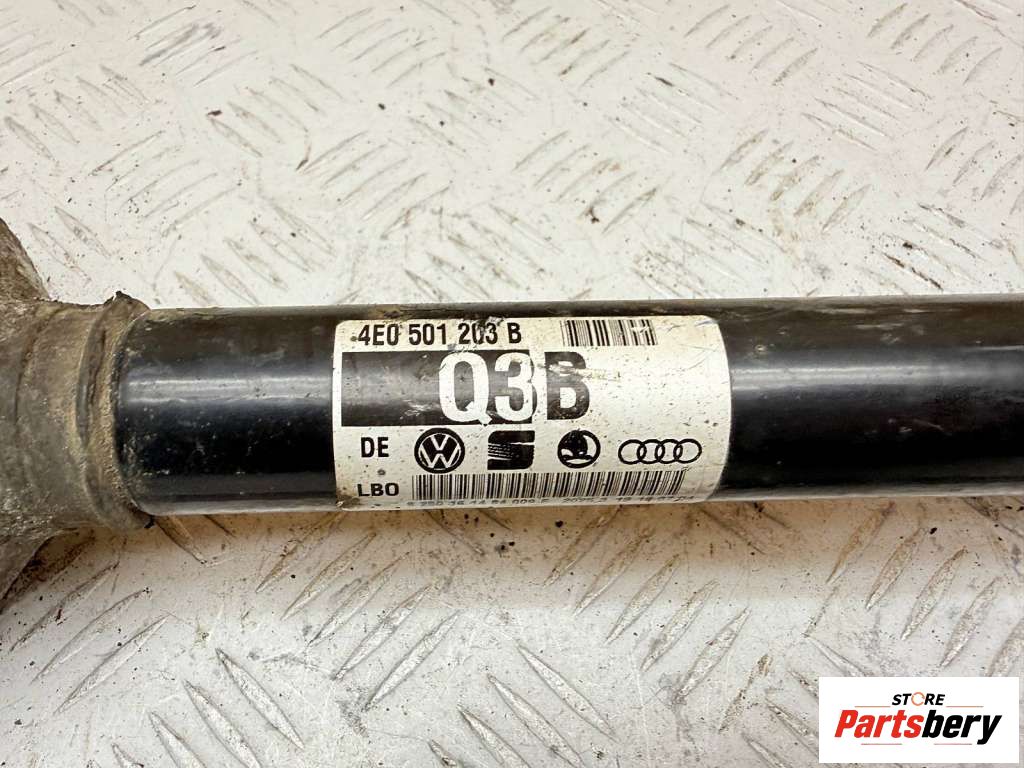 4E0 501 203 B
Q3B
DE
LBO
STORE
Partsbery